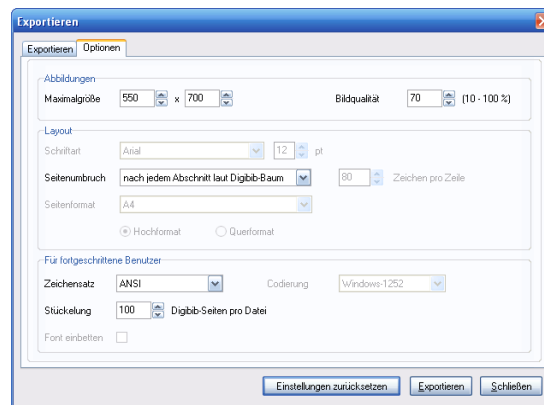 Exportieren
Exportieren Optionen
Abbildungen
Maximalgröße 550 x 700 Bildqualität 70 (10 - 100 %)
Layout
Schriftart Arial 12 pt
Seitenumbruch nach jedem Abschnitt laut Digibib-Baum 80 Zeichen pro Zeile
Seitenformat A4
Hochformat Querformat
Für fortgeschrittene Benutzer
Zeichensatz ANSI Codierung Windows-1252
Stückelung 100 Digibib-Seiten pro Datei
Font einbetten
Einstellungen zurücksetzen Exportieren Schließen